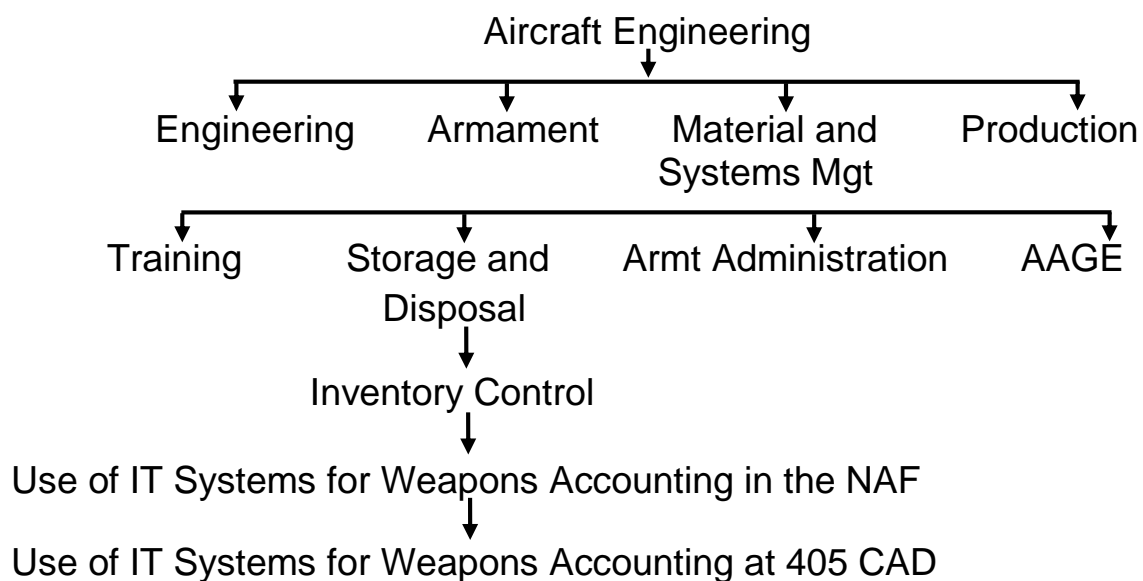 Aircraft Engineering
Engineering Armament Material and Production
Systems Mgt
Training Storage and Armt Administration AAGE
Disposal
Inventory Control
Use of IT Systems for Weapons Accounting in the NAF
Use of IT Systems for Weapons Accounting at 405 CAD